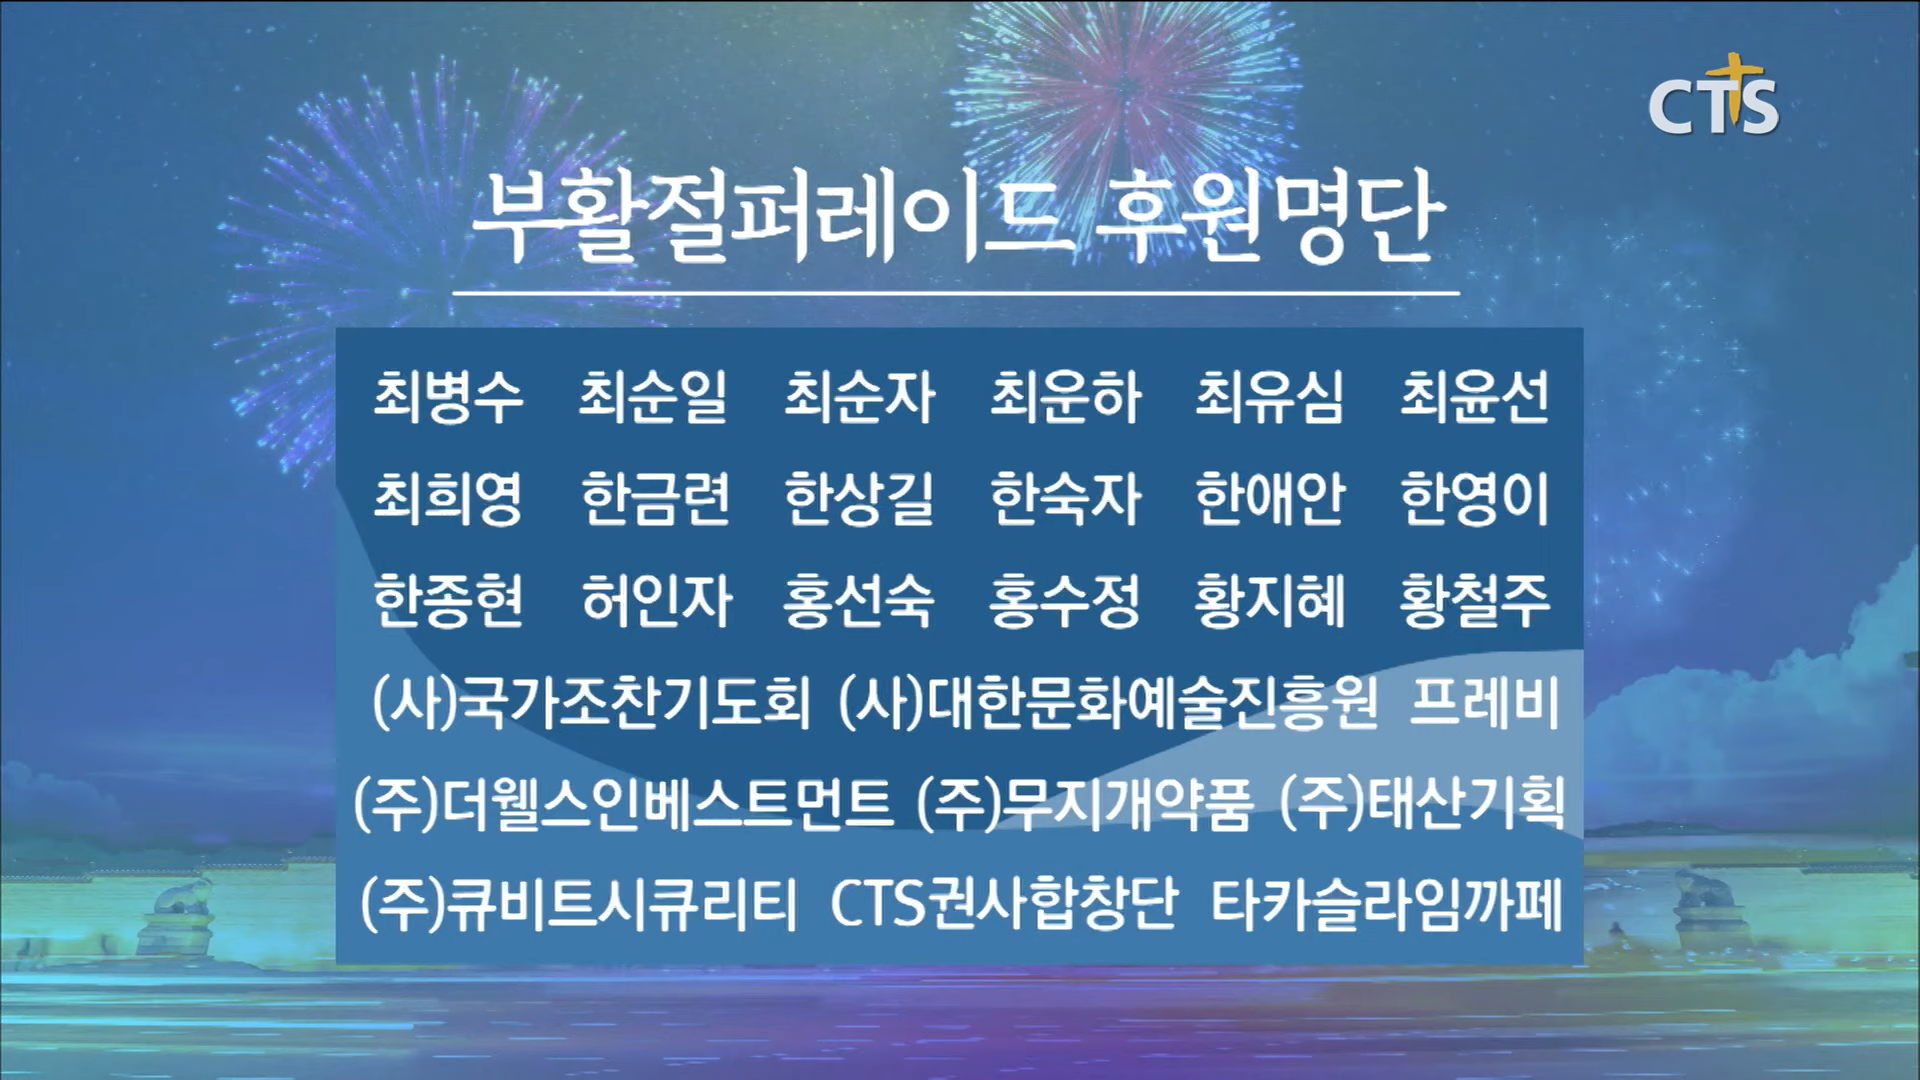 CTS
부활절퍼레이드 후원명단
최병수 최순일 최순자 최운하 최유심 최윤선
최희영 한금련 한상길 한숙자 한애안 한영이
한종현 허인자 홍선숙 홍수정 황지혜 황철주
(사)국가조찬기도회 (사)대한문화예술진흥원 프레비
(주)더웰스인베스트먼트 (주)무지개약품 (주)태산기획
(주)큐비트시큐리티 CTS권사합창단 타카슬라임까페